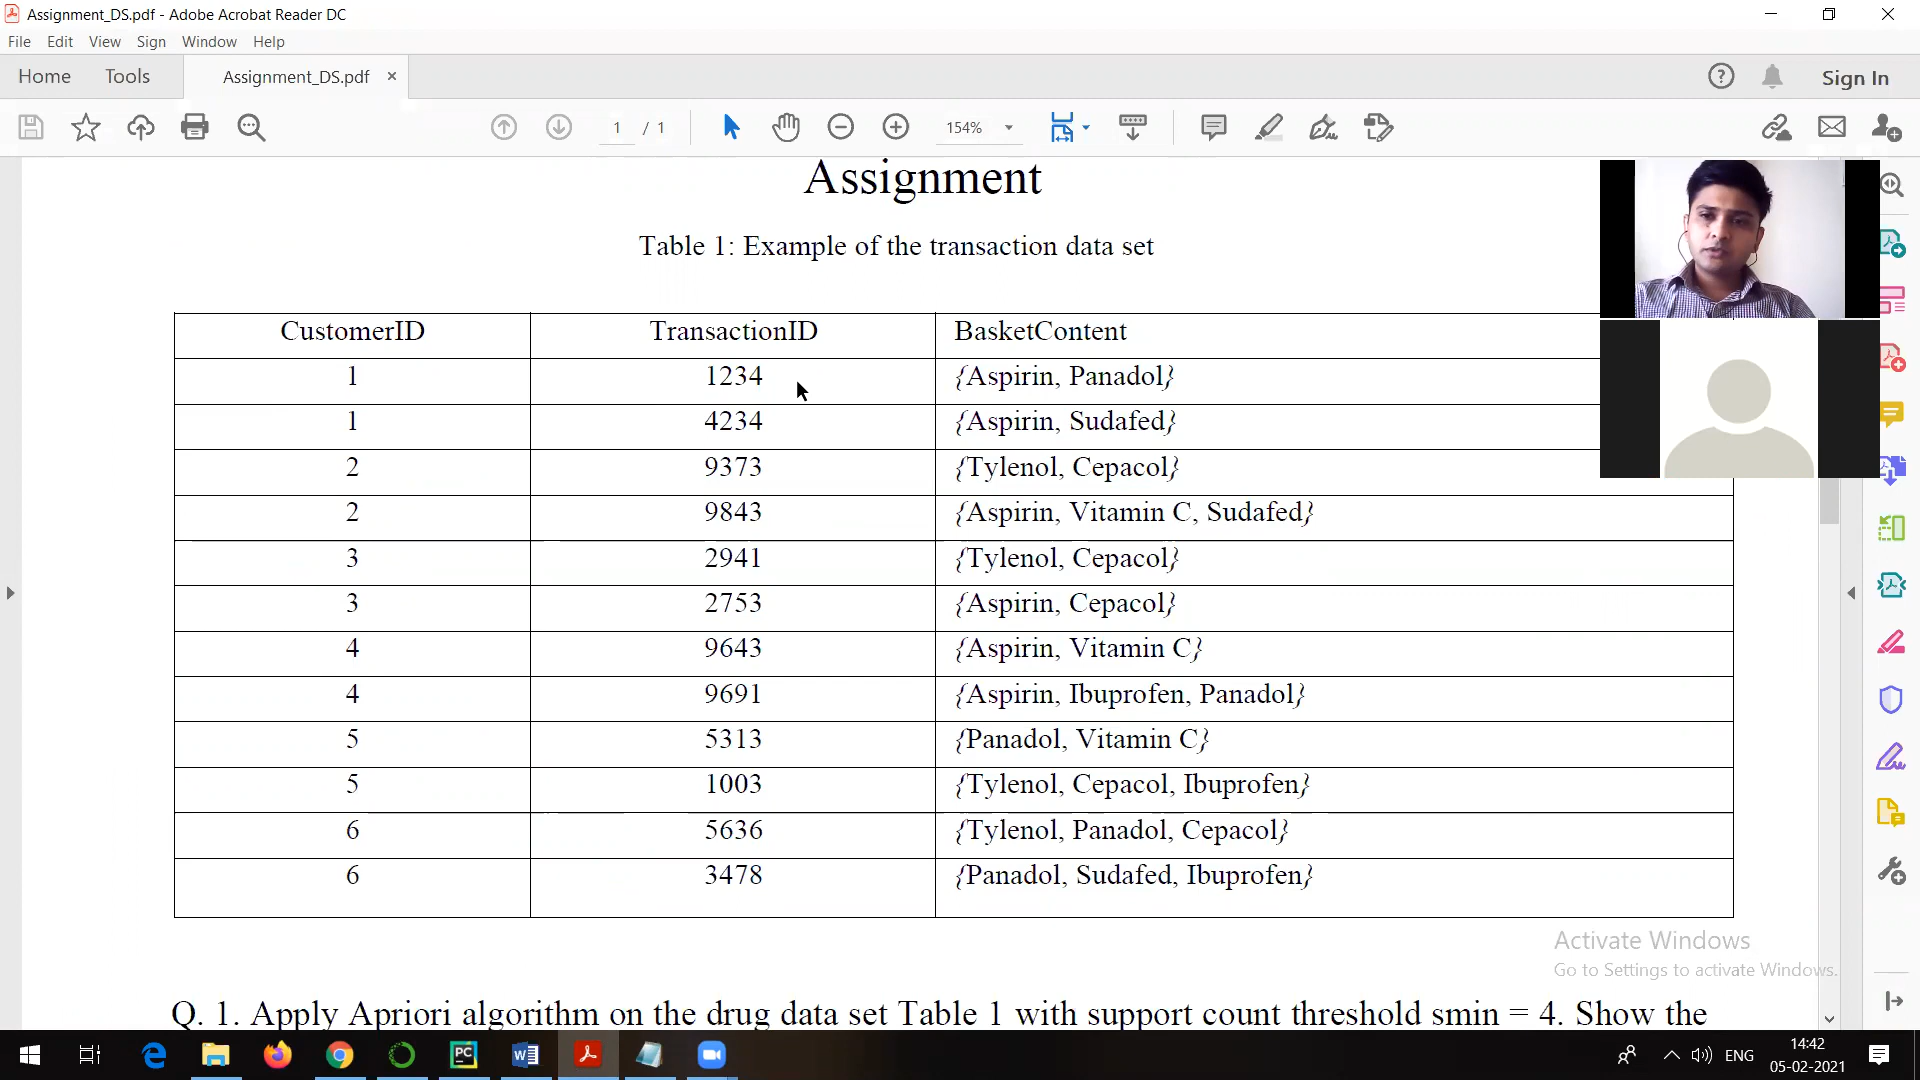 Assignment_DS.pdf - Adobe Acrobat Reader DC
File Edit View Sign Window Help
Home Tools Assignment_DS.pdf × Sign In
1 / 1 154%
Assignment
Table 1: Example of the transaction data set
CustomerID TransactionID BasketContent
1 1234 {Aspirin, Panadol}
1 4234 {Aspirin, Sudafed}
2 9373 {Tylenol, Cepacol}
2 9843 {Aspirin, Vitamin C, Sudafed}
3 2941 {Tylenol, Cepacol}
3 2753 {Aspirin, Cepacol}
4 9643 {Aspirin, Vitamin C}
4 9691 {Aspirin, Ibuprofen, Panadol}
5 5313 {Panadol, Vitamin C}
5 1003 {Tylenol, Cepacol, Ibuprofen}
6 5636 {Tylenol, Panadol, Cepacol}
6 3478 {Panadol, Sudafed, Ibuprofen}
Activate Windows
Go to Settings to activate Windows.
Q. 1. Apply Apriori algorithm on the drug data set Table 1 with support count threshold smin = 4. Show the
ENG
14:42
05-02-2021